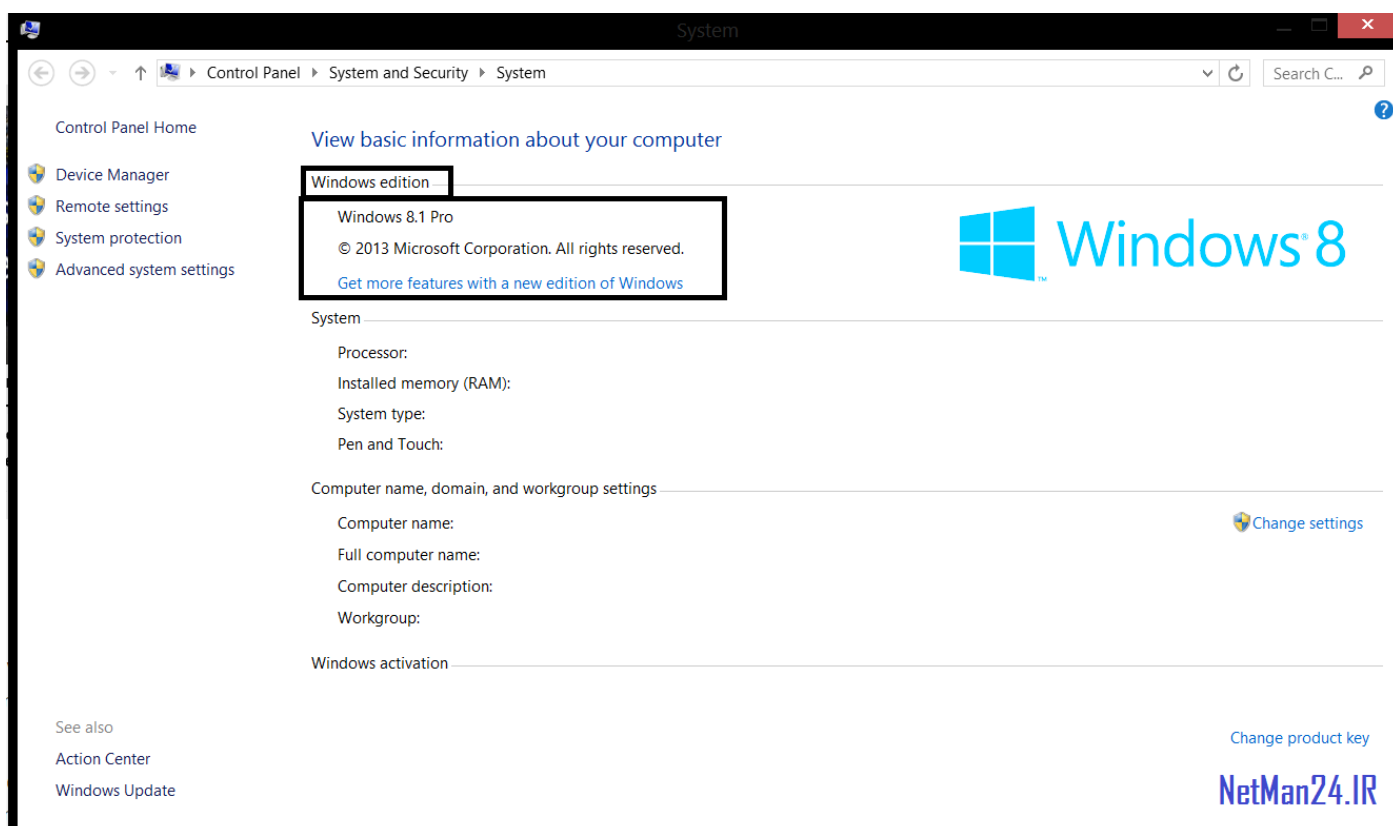 System
Control Panel System and Security System
Search C...
Control Panel Home
Device Manager
Remote settings
System protection
Advanced system settings
View basic information about your computer
Windows edition
Windows 8.1 Pro
© 2013 Microsoft Corporation. All rights reserved.
Get more features with a new edition of Windows
Windows® 8
™
System
Processor:
Installed memory (RAM):
System type:
Pen and Touch:
Computer name, domain, and workgroup settings
Computer name:
Change settings
Full computer name:
Computer description:
Workgroup:
Windows activation
See also
Action Center
Windows Update
Change product key
NetMan24.IR